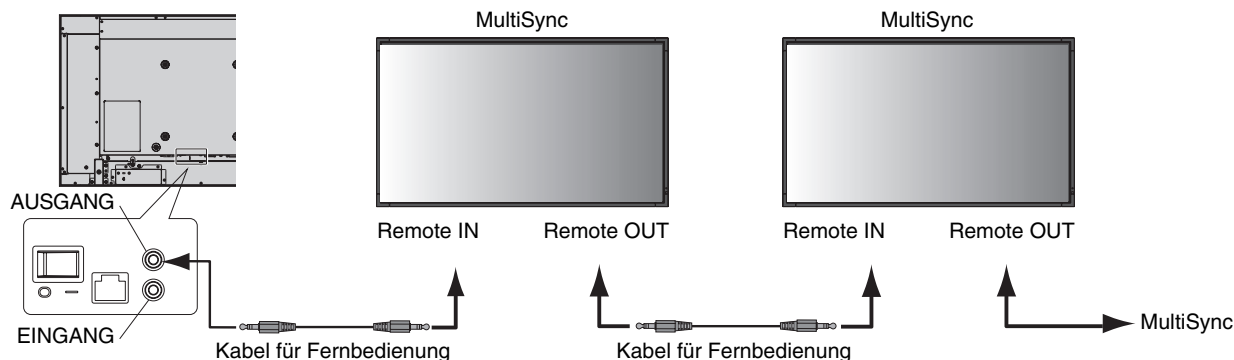 MultiSync
MultiSync
AUSGANG
Remote IN
Remote OUT
Remote IN
Remote OUT
EINGANG
MultiSync
Kabel für Fernbedienung
Kabel für Fernbedienung